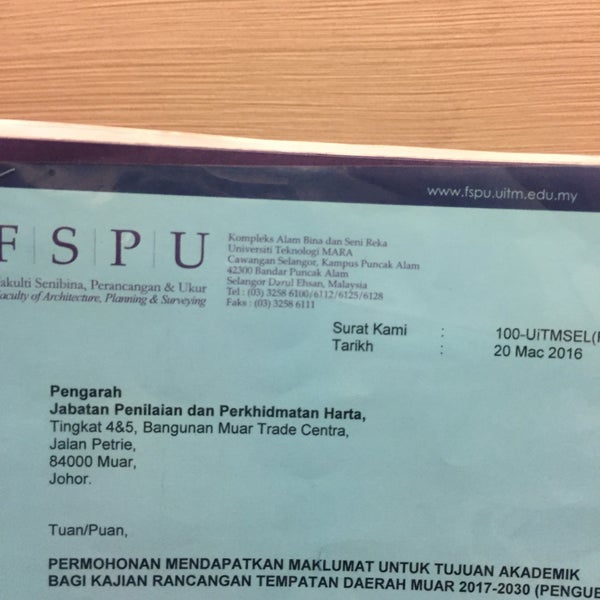 www.fspu.uitm.edu.my
F S P U
Fakulti Senibina, Perancangan & Ukur
Faculty of Architecture, Planning & Surveying
Kompleks Alam Bina dan Seni Reka
Universiti Teknologi MARA
Cawangan Selangor, Kampus Puncak Alam
42300 Bandar Puncak Alam
Selangor Darul Ehsan, Malaysia
Tel : (03) 3258 6100/6112/6125/6128
Faks : (03) 3258 6111
Surat Kami : 100-UiTMSEL(
Tarikh : 20 Mac 2016
Pengarah
Jabatan Penilaian dan Perkhidmatan Harta,
Tingkat 4&5, Bangunan Muar Trade Centra,
Jalan Petrie,
84000 Muar,
Johor.
Tuan/Puan,
PERMOHONAN MENDAPATKAN MAKLUMAT UNTUK TUJUAN AKADEMIK
BAGI KAJIAN RANCANGAN TEMPATAN DAERAH MUAR 2017-2030 (PENGUE